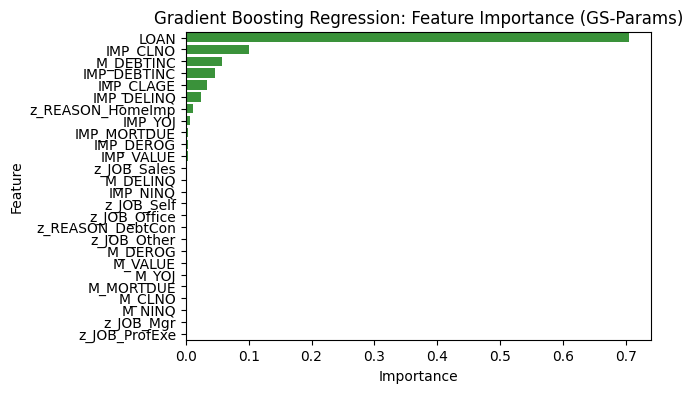 Gradient Boosting Regression: Feature Importance (GS-Params)
LOAN
IMP_CLNO
M_DEBTINC
IMP_DEBTINC
IMP_CLAGE
IMP_DELINQ
z_REASON_HomeImp
IMP_YOJ
IMP_MORTDUE
IMP_DEROG
IMP_VALUE
z_JOB_Sales
M_DELINQ
IMP_NINQ
z_JOB_Self
z_JOB_Office
z_REASON_DebtCon
z_JOB_Other
M_DEROG
M_VALUE
M_YOJ
M_MORTDUE
M_CLNO
M_NINQ
z_JOB_Mgr
z_JOB_ProfExe
Feature
0.0 0.1 0.2 0.3 0.4 0.5 0.6 0.7
Importance